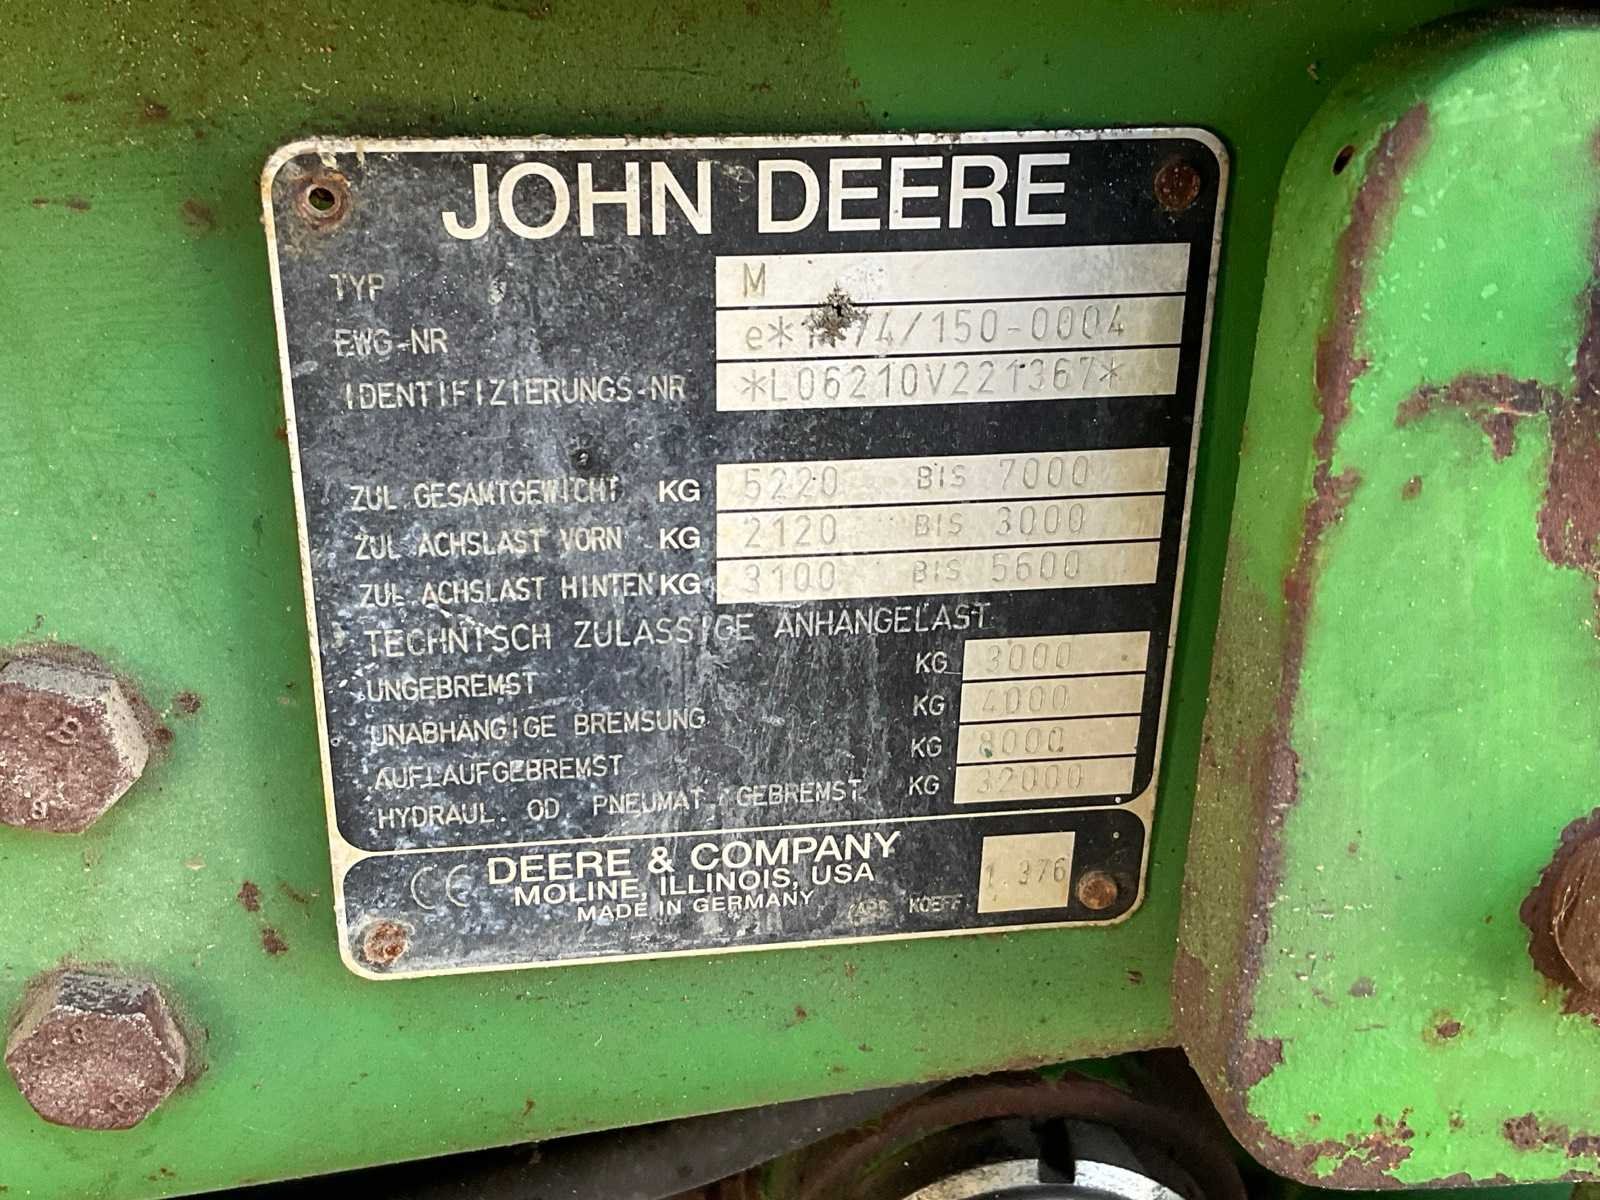 JOHN DEERE
TYP M
EWG-NR e*1*74/150-0004
IDENTIFIZIERUNGS-NR *L06210V221367*
ZUL. GESAMTGEWICHT KG 5220 BIS 7000
ZUL ACHSLAST VORN KG 2120 BIS 3000
ZUL ACHSLAST HINTEN KG 3100 BIS 5600
TECHNISCH ZULASSIGE ANHANGELAST
UNGEBREMST KG 3000
UNABHÄNGIGE BREMSUNG KG 4000
AUFLAUFGEBREMST KG 8000
HYDRAUL. OD PNEUMAT. GEBREMST KG 32000
CE DEERE & COMPANY
MOLINE, ILLINOIS, USA
MADE IN GERMANY
KOEFF 1.376